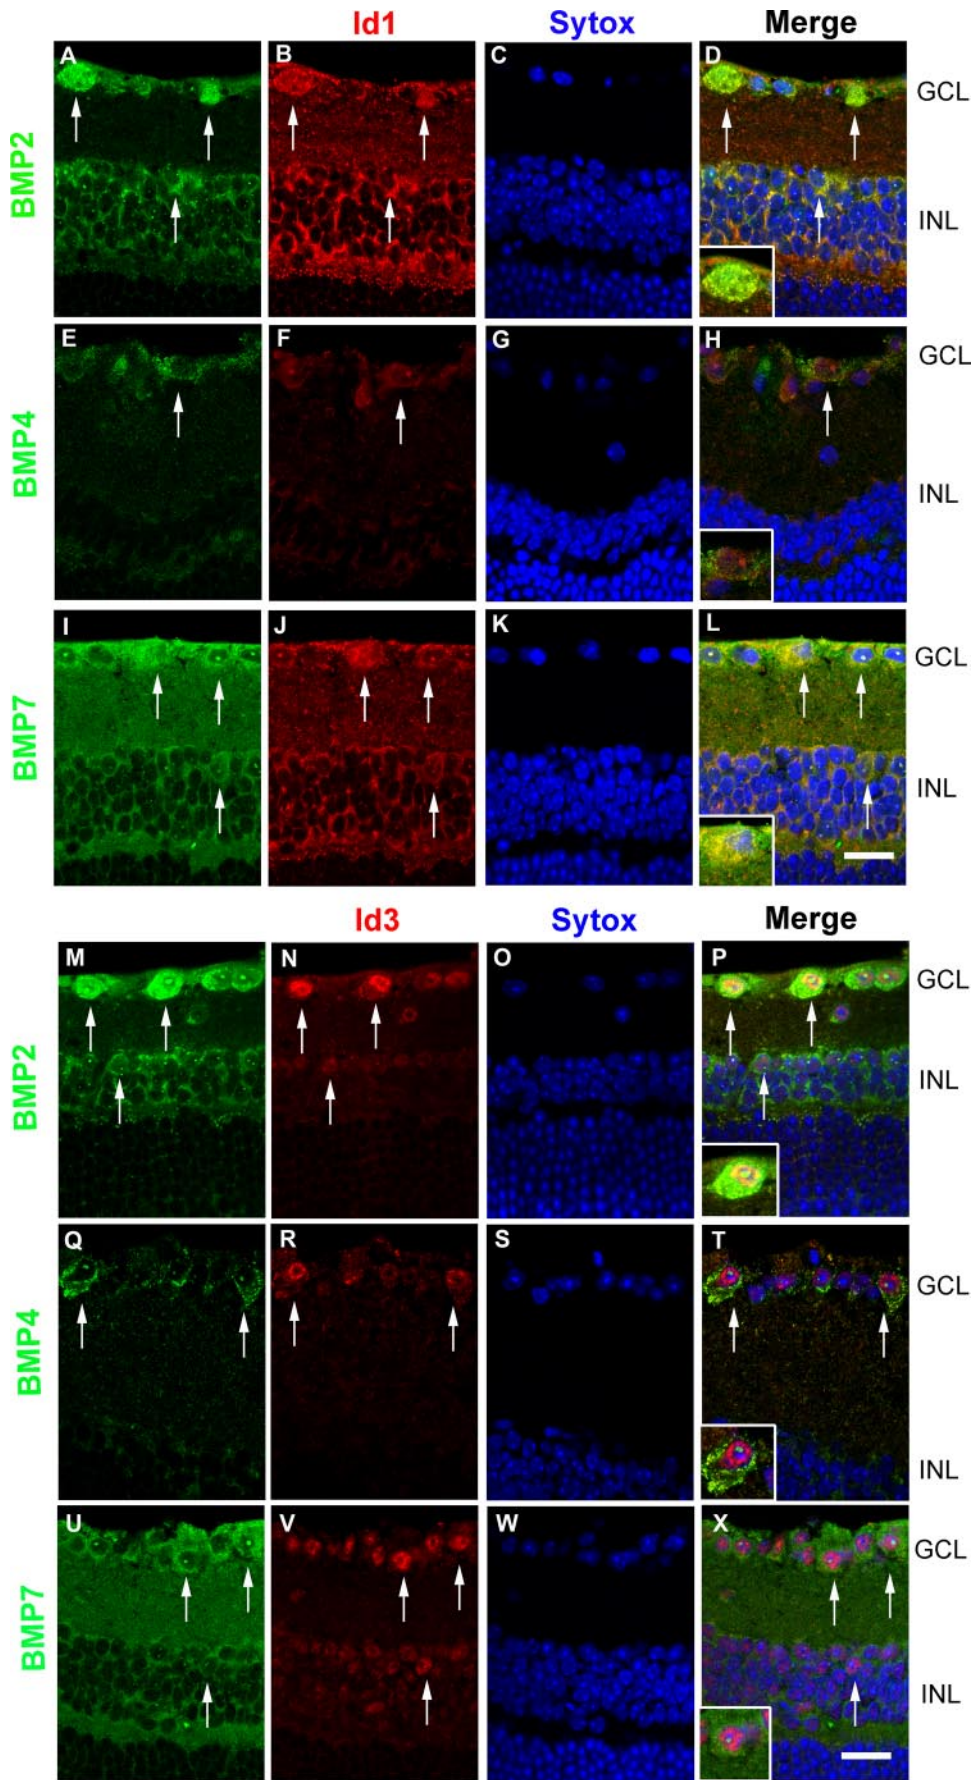 Id1 Sytox Merge
BMP2 A B C D GCL
INL
BMP4 E F G H GCL
INL
BMP7 I J K L GCL
INL
Id3 Sytox Merge
BMP2 M N O P GCL
INL
BMP4 Q R S T GCL
INL
BMP7 U V W X GCL
INL